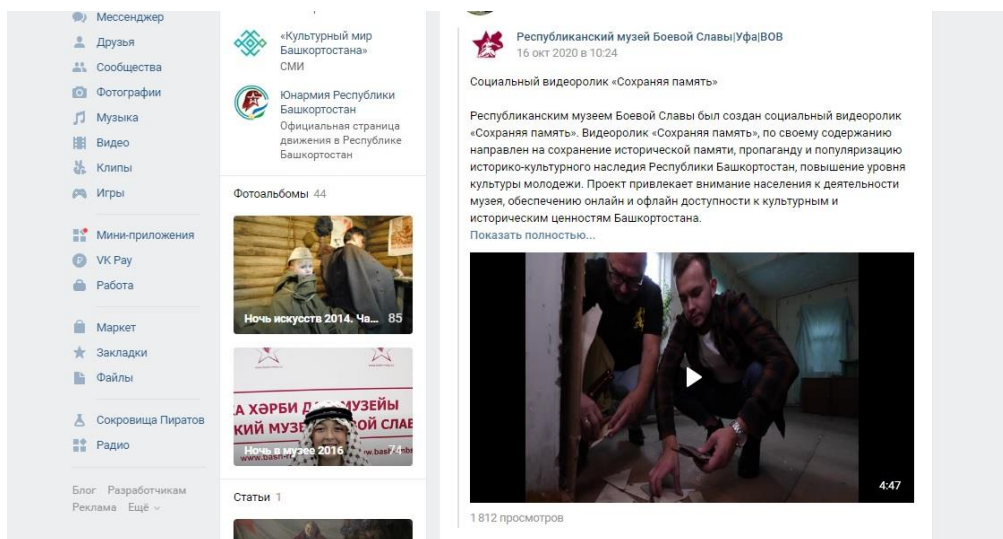 Мессенджер
Друзья
Сообщества
Фотографии
Музыка
Видео
Клипы
Игры
Мини-приложения
VK Pay
Работа
Маркет
Закладки
Файлы
Сокровища Пиратов
Радио
Блог Разработчикам
Реклама Ещё
«Культурный мир
Башкортостана»
СМИ
Юнармия Республики
Башкортостан
Официальная страница
движения в Республике
Башкортостан
Фотоальбомы 44
Ночь искусств 2014. Ча... 85
А ХӘРБИ Д МУЗЕЙЫ
КИЙ МУЗ ОЙ СЛАВ
Ночь в музее 2016 74
Статьи 1
Республиканский музей Боевой Славы|Уфа|ВОВ
16 окт 2020 в 10:24
Социальный видеоролик «Сохраняя память»
Республиканским музеем Боевой Славы был создан социальный видеоролик
«Сохраняя память». Видеоролик «Сохраняя память», по своему содержанию
направлен на сохранение исторической памяти, пропаганду и популяризацию
историко-культурного наследия Республики Башкортостан, повышение уровня
культуры молодежи. Проект привлекает внимание населения к деятельности
музея, обеспечению онлайн и офлайн доступности к культурным и
историческим ценностям Башкортостана.
Показать полностью...
4:47
1 812 просмотров